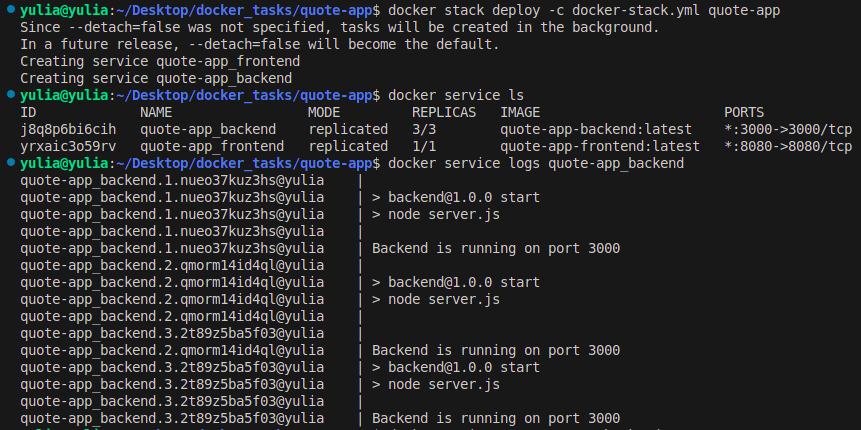 yulia@yulia:~/Desktop/docker_tasks/quote-app$ docker stack deploy -c docker-stack.yml quote-app
Since --detach=false was not specified, tasks will be created in the background.
In a future release, --detach=false will become the default.
Creating service quote-app_frontend
Creating service quote-app_backend
yulia@yulia:~/Desktop/docker_tasks/quote-app$ docker service ls
ID             NAME                 MODE         REPLICAS   IMAGE                       PORTS
j8q8p6bi6cih   quote-app_backend    replicated   3/3        quote-app-backend:latest    *:3000->3000/tcp
yrxaic3o59rv   quote-app_frontend   replicated   1/1        quote-app-frontend:latest   *:8080->8080/tcp
yulia@yulia:~/Desktop/docker_tasks/quote-app$ docker service logs quote-app_backend
quote-app_backend.1.nueo37kuz3hs@yulia    |
quote-app_backend.1.nueo37kuz3hs@yulia    | > backend@1.0.0 start
quote-app_backend.1.nueo37kuz3hs@yulia    | > node server.js
quote-app_backend.1.nueo37kuz3hs@yulia    |
quote-app_backend.1.nueo37kuz3hs@yulia    | Backend is running on port 3000
quote-app_backend.2.qmorm14id4ql@yulia    |
quote-app_backend.2.qmorm14id4ql@yulia    | > backend@1.0.0 start
quote-app_backend.2.qmorm14id4ql@yulia    | > node server.js
quote-app_backend.2.qmorm14id4ql@yulia    |
quote-app_backend.3.2t89z5ba5f03@yulia    |
quote-app_backend.2.qmorm14id4ql@yulia    | Backend is running on port 3000
quote-app_backend.3.2t89z5ba5f03@yulia    | > backend@1.0.0 start
quote-app_backend.3.2t89z5ba5f03@yulia    | > node server.js
quote-app_backend.3.2t89z5ba5f03@yulia    |
quote-app_backend.3.2t89z5ba5f03@yulia    | Backend is running on port 3000